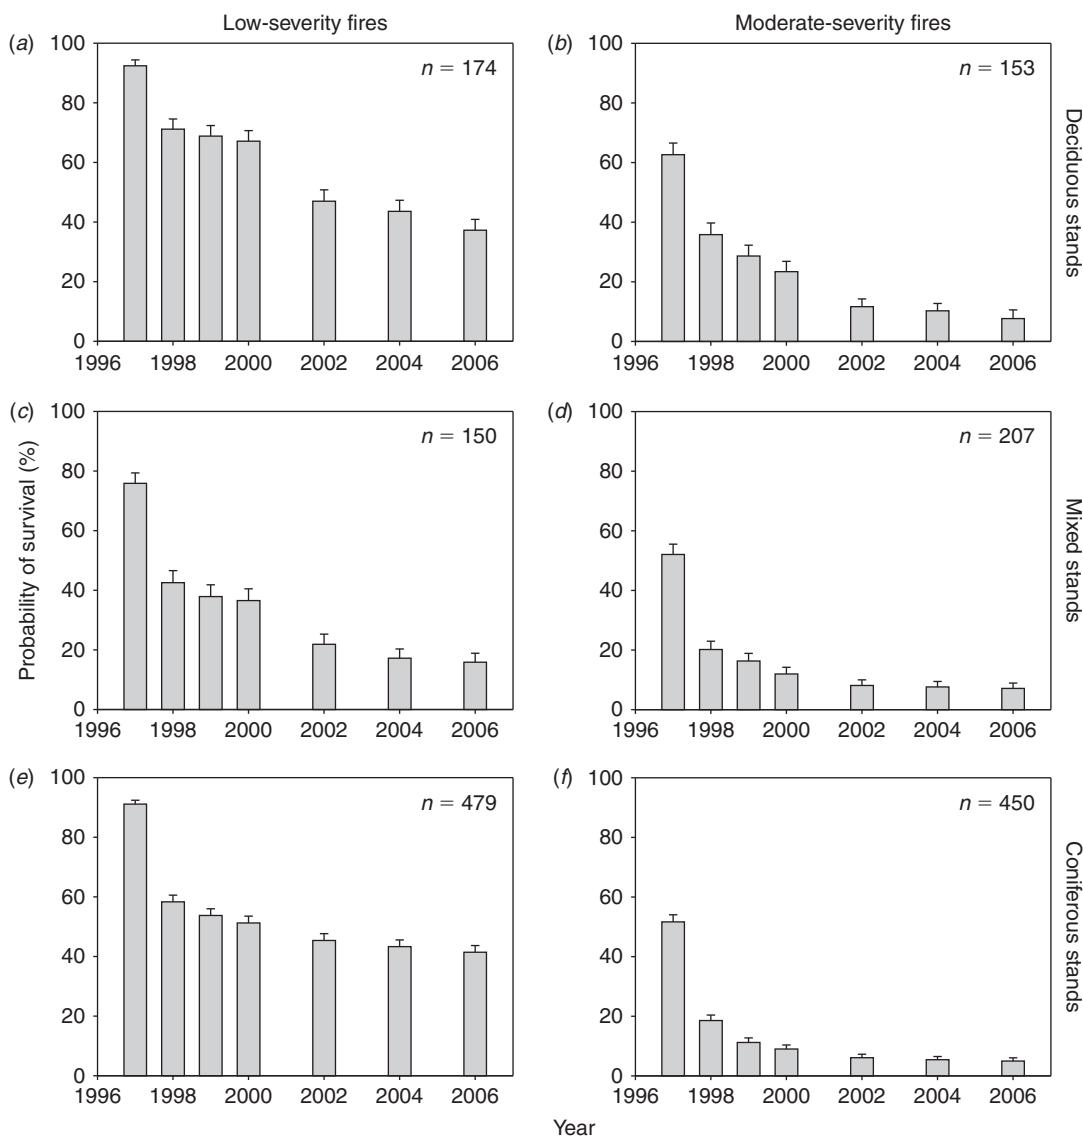 Low-severity fires
Moderate-severity fires
(a)
n = 174
100
80
60
40
20
0
1996 1998 2000 2002 2004 2006
(b)
n = 153
100
80
60
40
20
0
1996 1998 2000 2002 2004 2006
Deciduous stands
Probability of survival (%)
(c)
n = 150
100
80
60
40
20
0
1996 1998 2000 2002 2004 2006
(d)
n = 207
100
80
60
40
20
0
1996 1998 2000 2002 2004 2006
Mixed stands
(e)
n = 479
100
80
60
40
20
0
1996 1998 2000 2002 2004 2006
(f)
n = 450
100
80
60
40
20
0
1996 1998 2000 2002 2004 2006
Coniferous stands
Year